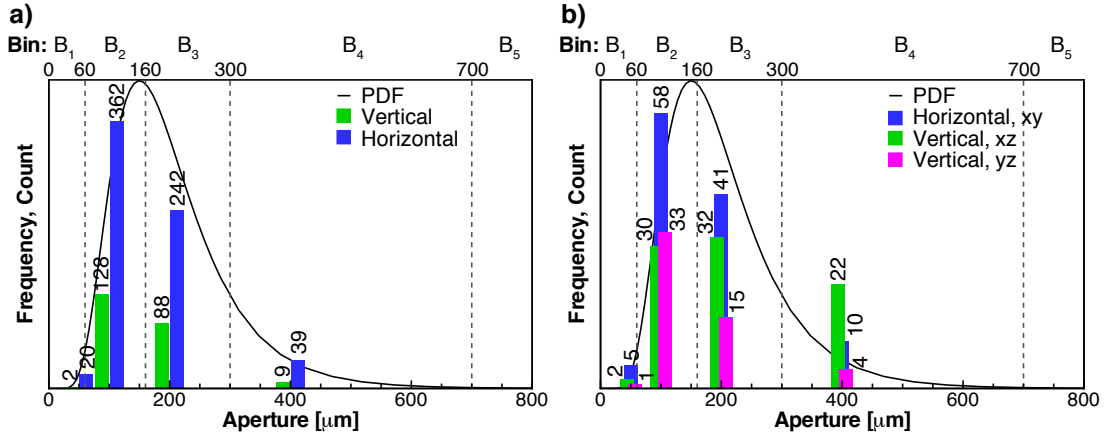 a)
Bin: B1 B2 B3 B4 B5
0 60 160 300 700 800
PDF
Vertical
Horizontal
2 20 128 362 88 242 9 39
Frequency, Count
0 200 400 600 800
Aperture [μm]
b)
Bin: B1 B2 B3 B4 B5
0 60 160 300 700 800
PDF
Horizontal, xy
Vertical, xz
Vertical, yz
2 5 1 30 58 33 32 41 15 22 10 4
Frequency, Count
0 200 400 600 800
Aperture [μm]